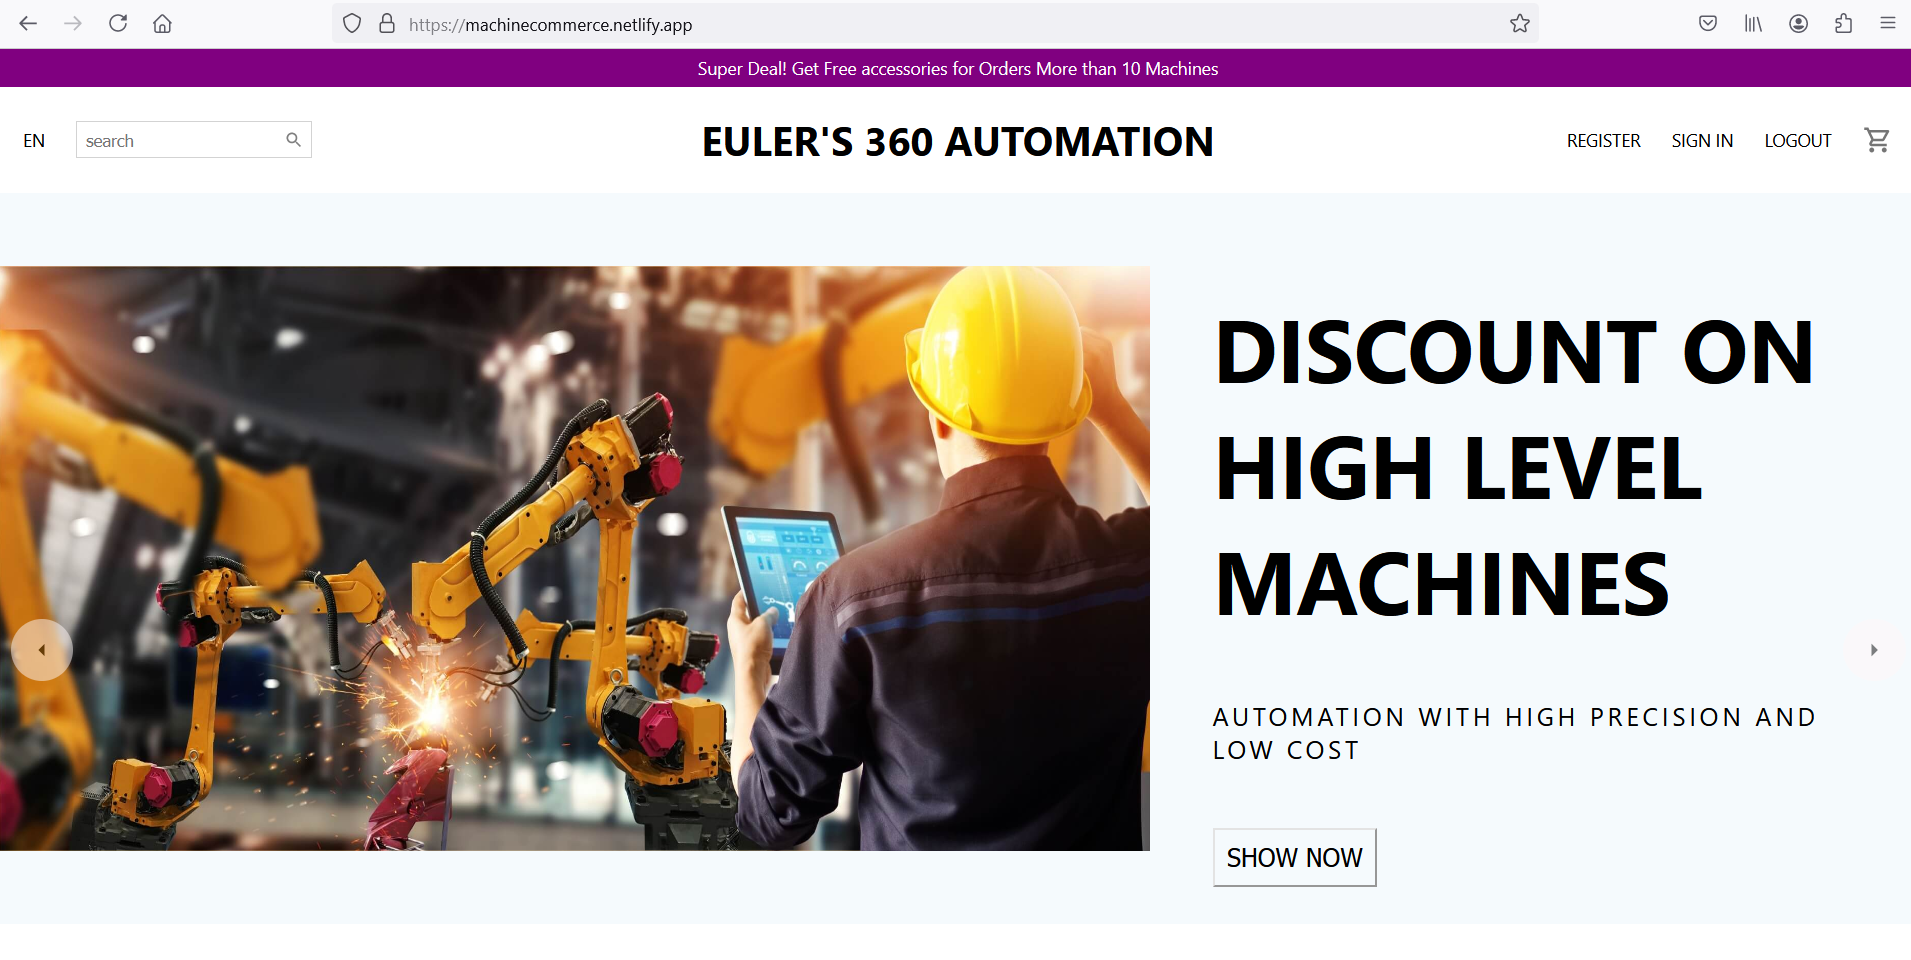 https://machinecommerce.netlify.app
Super Deal! Get Free accessories for Orders More than 10 Machines
EN
search
EULER'S 360 AUTOMATION
REGISTER
SIGN IN
LOGOUT
DISCOUNT ON
HIGH LEVEL
MACHINES
AUTOMATION WITH HIGH PRECISION AND
LOW COST
SHOW NOW